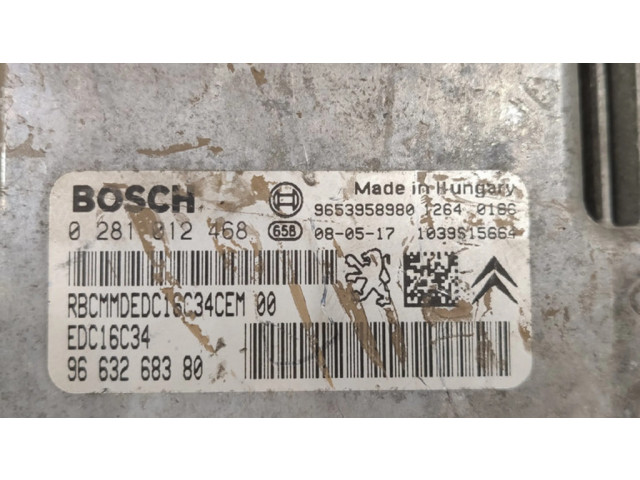 BOSCH
Made in Hungary
9653958980 7264 0186
0 281 012 468 658 08-05-17 1039S15664
RBCMMDEDC16C34CEM 00
EDC16C34
96 632 683 80